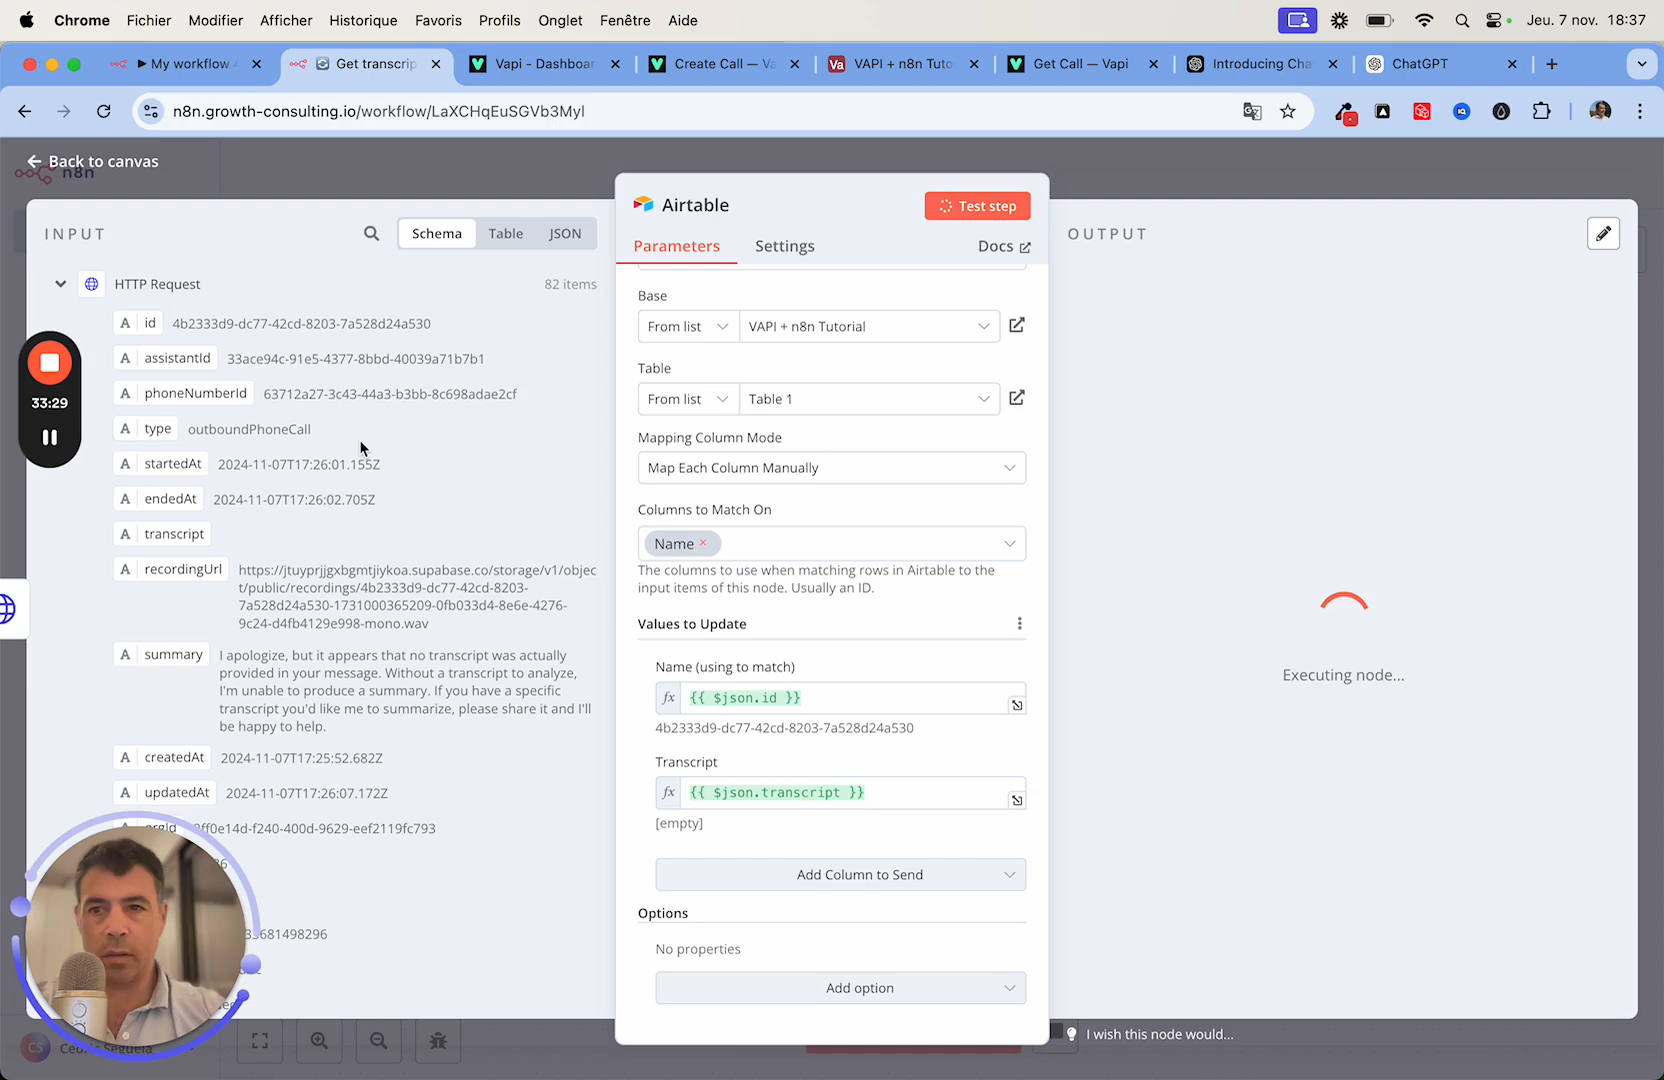 Chrome Fichier Modifier Afficher Historique Favoris Profils Onglet Fenêtre Aide Jeu. 7 nov. 18:37
My workflow
Get transcrip
Vapi - Dashboar
Create Call — Va
VAPI + n8n Tuto
Get Call — Vapi
Introducing Cha
ChatGPT
n8n.growth-consulting.io/workflow/LaXCHqEuSGVb3Myl
Back to canvas
n8n
INPUT
Schema Table JSON
HTTP Request 82 items
A id 4b2333d9-dc77-42cd-8203-7a528d24a530
A assistantId 33ace94c-91e5-4377-8bbd-40039a71b7b1
A phoneNumberId 63712a27-3c43-44a3-b3bb-8c698adae2cf
A type outboundPhoneCall
A startedAt 2024-11-07T17:26:01.155Z
A endedAt 2024-11-07T17:26:02.705Z
A transcript
A recordingUrl https://jtuyprjjgxbgmtjiykoa.supabase.co/storage/v1/objec
t/public/recordings/4b2333d9-dc77-42cd-8203-
7a528d24a530-1731000365209-0fb033d4-8e6e-4276-
9c24-d4fb4129e998-mono.wav
A summary I apologize, but it appears that no transcript was actually
provided in your message. Without a transcript to analyze,
I'm unable to produce a summary. If you have a specific
transcript you'd like me to summarize, please share it and I'll
be happy to help.
A createdAt 2024-11-07T17:25:52.682Z
A updatedAt 2024-11-07T17:26:07.172Z
ff0e14d-f240-400d-9629-eef2119fc793
33681498296
33:29
Airtable
Test step
Parameters Settings Docs
Base
From list VAPI + n8n Tutorial
Table
From list Table 1
Mapping Column Mode
Map Each Column Manually
Columns to Match On
Name ×
The columns to use when matching rows in Airtable to the
input items of this node. Usually an ID.
Values to Update
Name (using to match)
fx {{ $json.id }}
4b2333d9-dc77-42cd-8203-7a528d24a530
Transcript
fx {{ $json.transcript }}
[empty]
Add Column to Send
Options
No properties
Add option
OUTPUT
Executing node...
I wish this node would...
CS Cedric Seguela